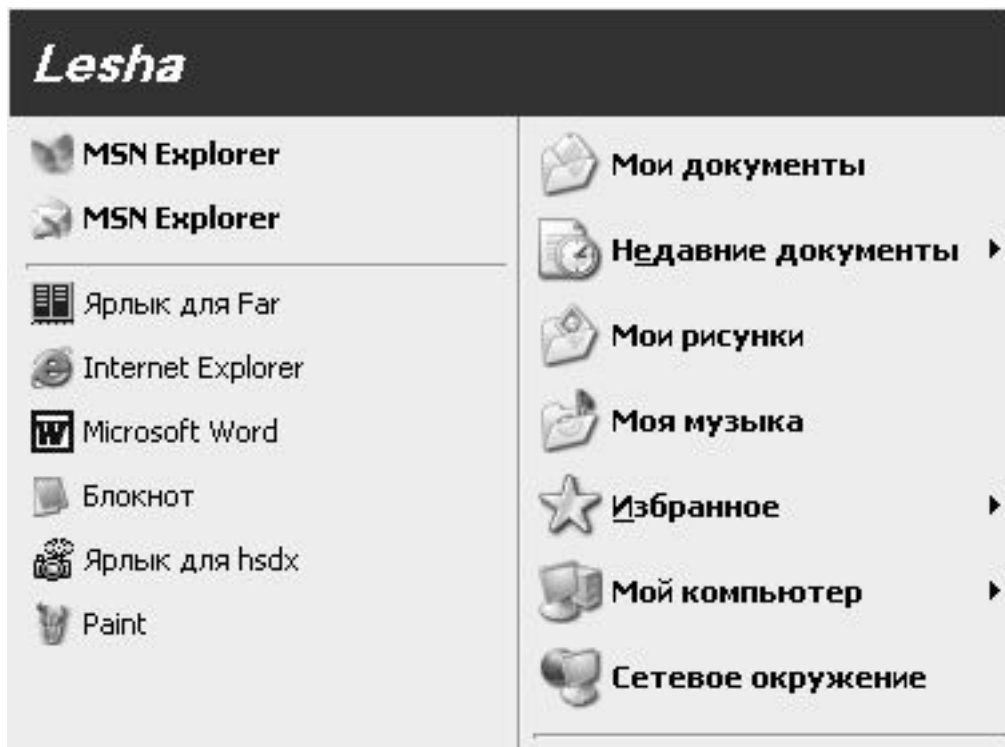 Lesha
MSN Explorer
MSN Explorer
Ярлык для Far
Internet Explorer
Microsoft Word
Блокнот
Ярлык для hsdx
Paint
Мои документы
Недавние документы
Мои рисунки
Моя музыка
Избранное
Мой компьютер
Сетевое окружение